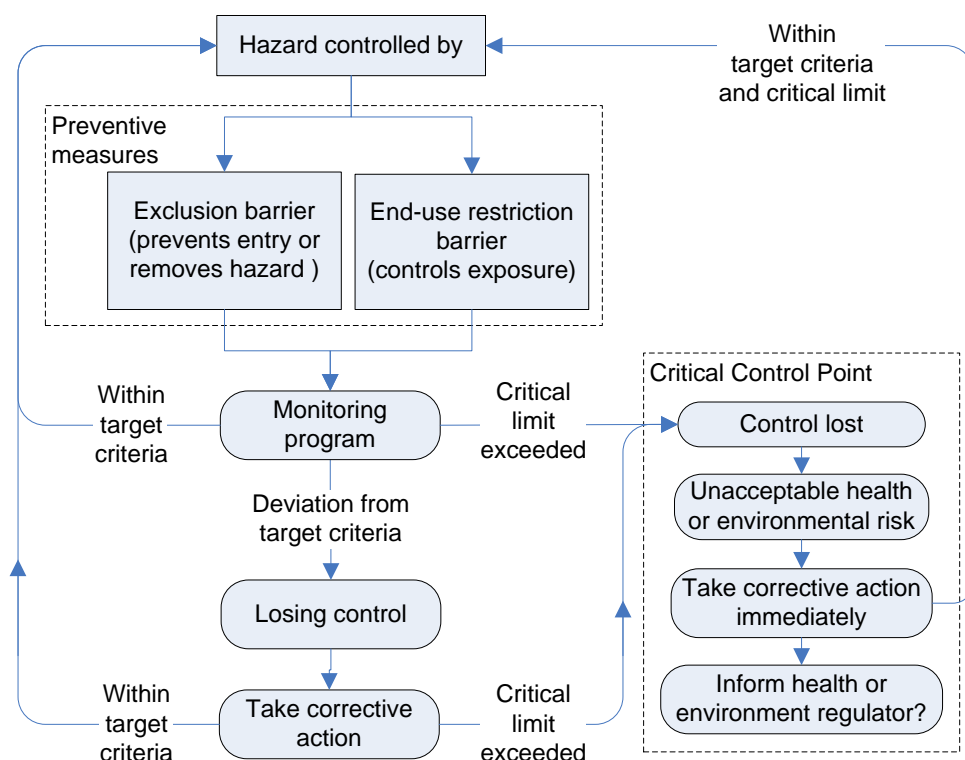 Hazard controlled by
Within
target criteria
and critical limit
Preventive
measures
Exclusion barrier
(prevents entry or
removes hazard )
End-use restriction
barrier
(controls exposure)
Within
target
criteria
Monitoring
program
Critical
limit
exceeded
Critical Control Point
Control lost
Unacceptable health
or environmental risk
Take corrective action
immediately
Inform health or
environment regulator?
Deviation from
target criteria
Losing control
Within
target
criteria
Take corrective
action
Critical
limit
exceeded